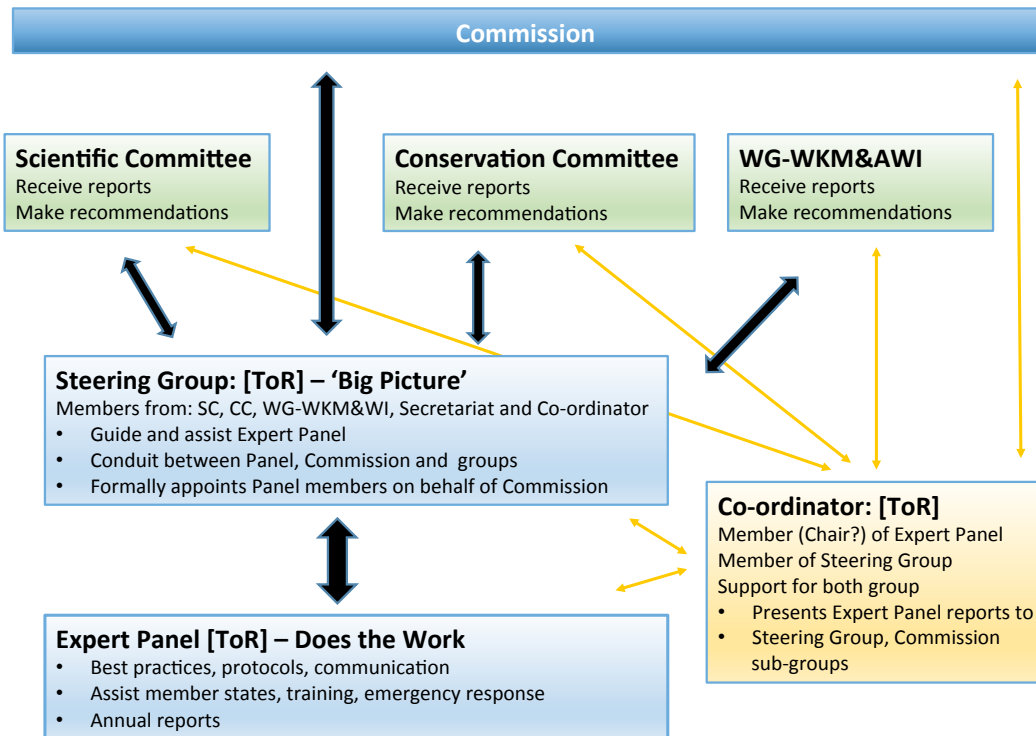 Commission
Scientific Committee
Receive reports
Make recommendations
Conservation Committee
Receive reports
Make recommendations
WG-WKM&AWI
Receive reports
Make recommendations
Steering Group: [ToR] – ‘Big Picture’
Members from: SC, CC, WG-WKM&WI, Secretariat and Co-ordinator
• Guide and assist Expert Panel
• Conduit between Panel, Commission and groups
• Formally appoints Panel members on behalf of Commission
Co-ordinator: [ToR]
Member (Chair?) of Expert Panel
Member of Steering Group
Support for both group
• Presents Expert Panel reports to
• Steering Group, Commission
sub-groups
Expert Panel [ToR] – Does the Work
• Best practices, protocols, communication
• Assist member states, training, emergency response
• Annual reports